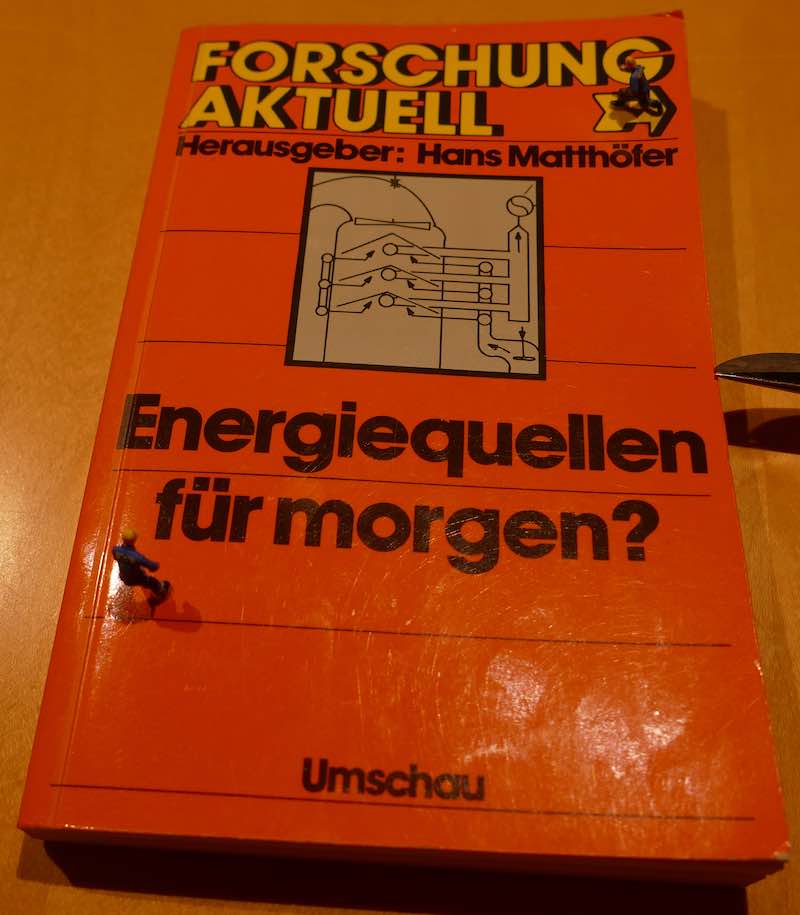 FORSCHUNG
AKTUELL
Herausgeber: Hans Matthöfer
Energiequellen
für morgen?
Umschau